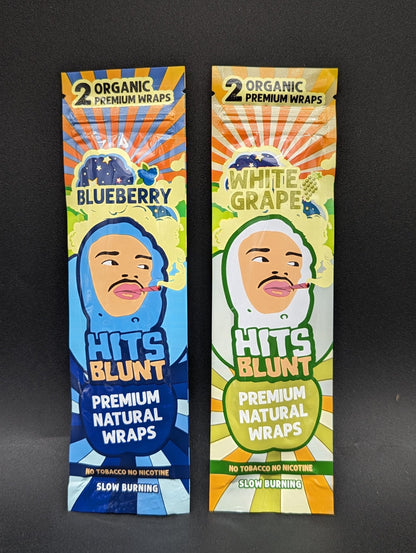 2 ORGANIC
PREMIUM WRAPS
BLUEBERRY
HITS
BLUNT
PREMIUM
NATURAL
WRAPS
NO TOBACCO NO NICOTINE
SLOW BURNING
2 ORGANIC
PREMIUM WRAPS
WHITE
GRAPE
HITS
BLUNT
PREMIUM
NATURAL
WRAPS
NO TOBACCO NO NICOTINE
SLOW BURNING